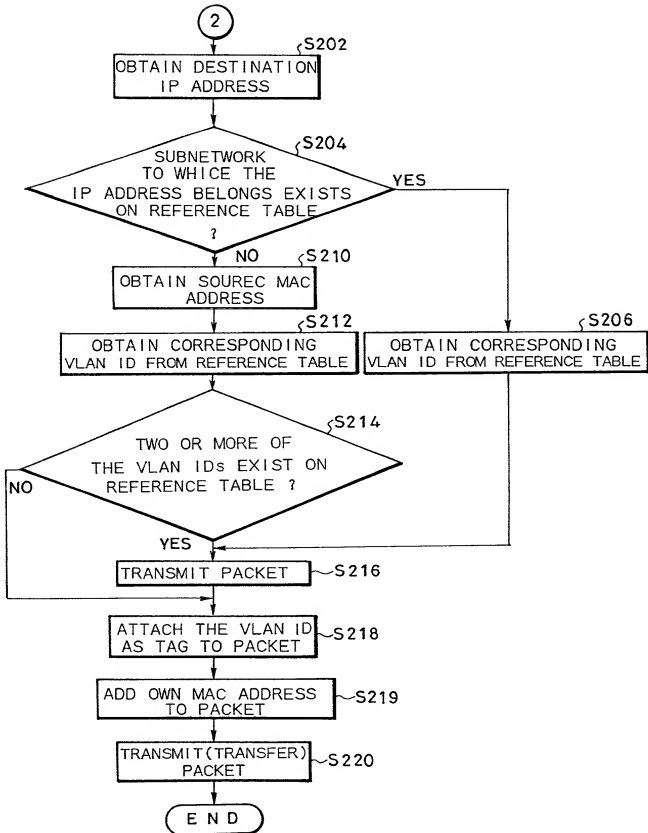 2
S202
OBTAIN DESTINATION
IP ADDRESS
S204
SUBNETWORK
TO WHICE THE
IP ADDRESS BELONGS EXISTS
ON REFERENCE TABLE
?
YES
NO
S210
OBTAIN SOUREC MAC
ADDRESS
S212
OBTAIN CORRESPONDING
VLAN ID FROM REFERENCE TABLE
S206
OBTAIN CORRESPONDING
VLAN ID FROM REFERENCE TABLE
S214
TWO OR MORE OF
THE VLAN IDs EXIST ON
REFERENCE TABLE ?
NO
YES
TRANSMIT PACKET
S216
ATTACH THE VLAN ID
AS TAG TO PACKET
S218
ADD OWN MAC ADDRESS
TO PACKET
S219
TRANSMIT(TRANSFER)
PACKET
S220
END